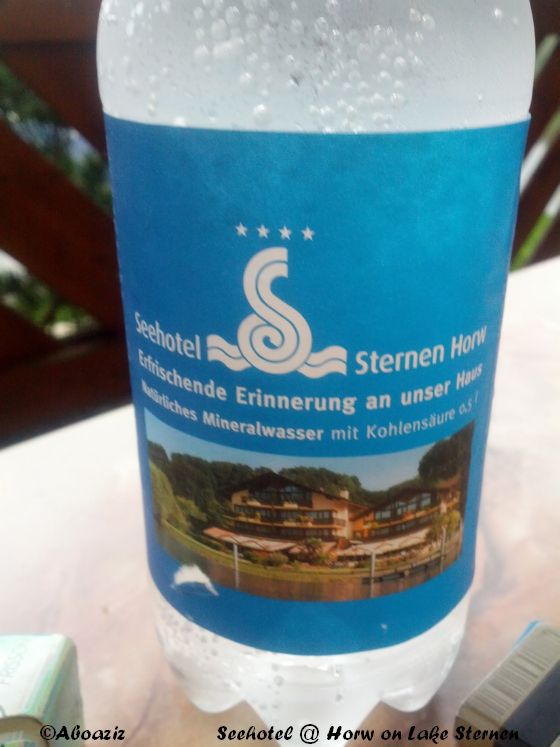 Seehotel Sternen Horw
Erfrischende Erinnerung an unser Haus
Natürliches Mineralwasser mit Kohlensäure 0.5 l
©Aboaziz Seehotel @ Horw on Lake Sternen